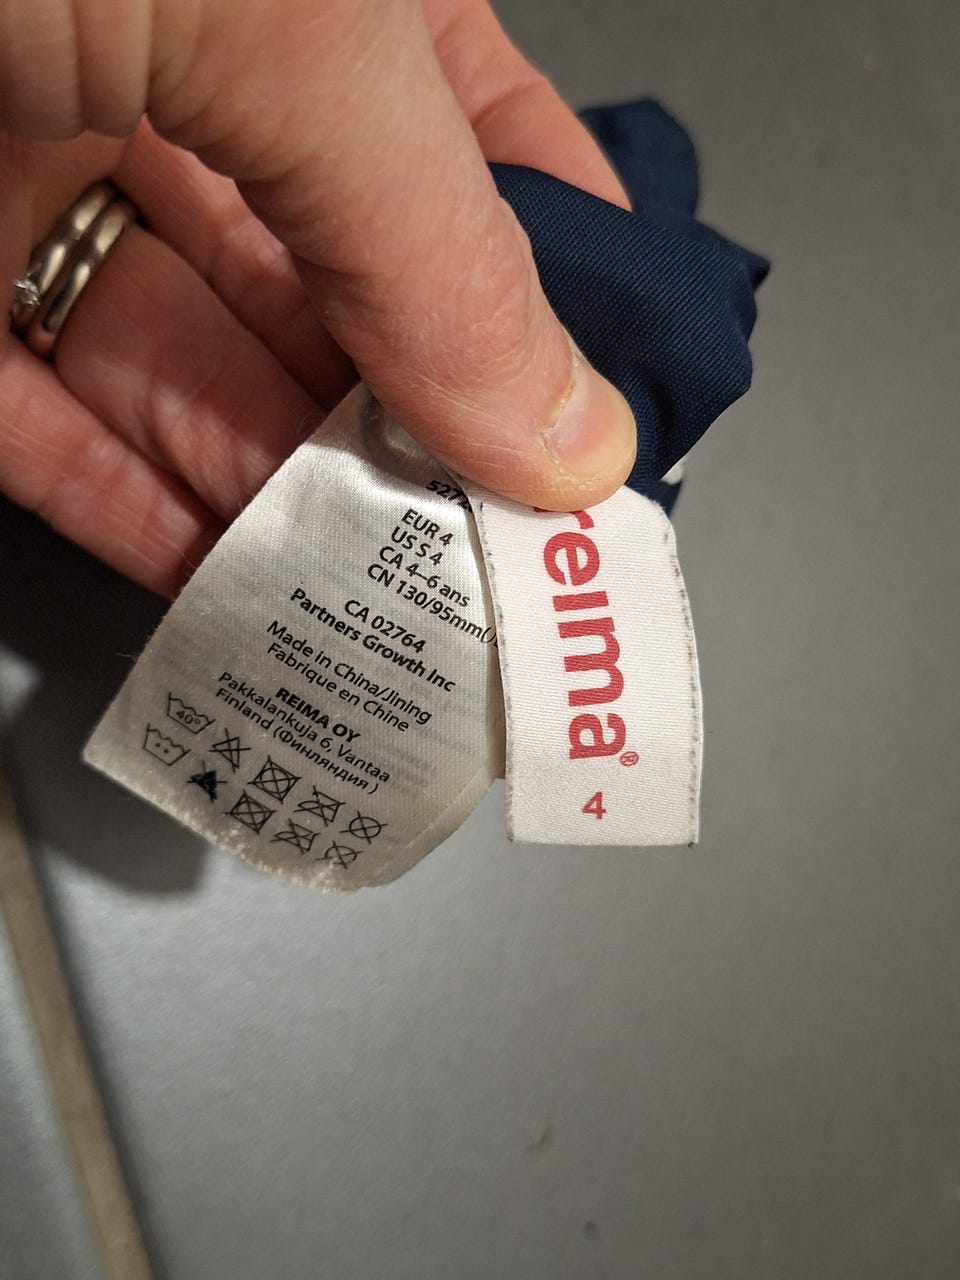 EUR 4
US S 4
CA 4–6 ans
CN 130/95mm
CA 02764
Partners Growth Inc
Made in China/Jining
Fabrique en Chine
REIMA OY
Pakkalankuja 6, Vantaa
Finland (Финляндия)
40°
reima®
4